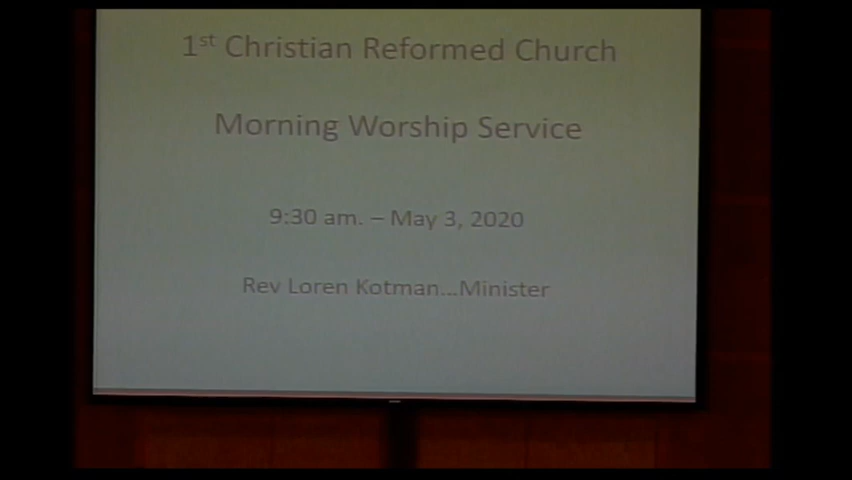 1st Christian Reformed Church
Morning Worship Service
9:30 am. – May 3, 2020
Rev Loren Kotman...Minister